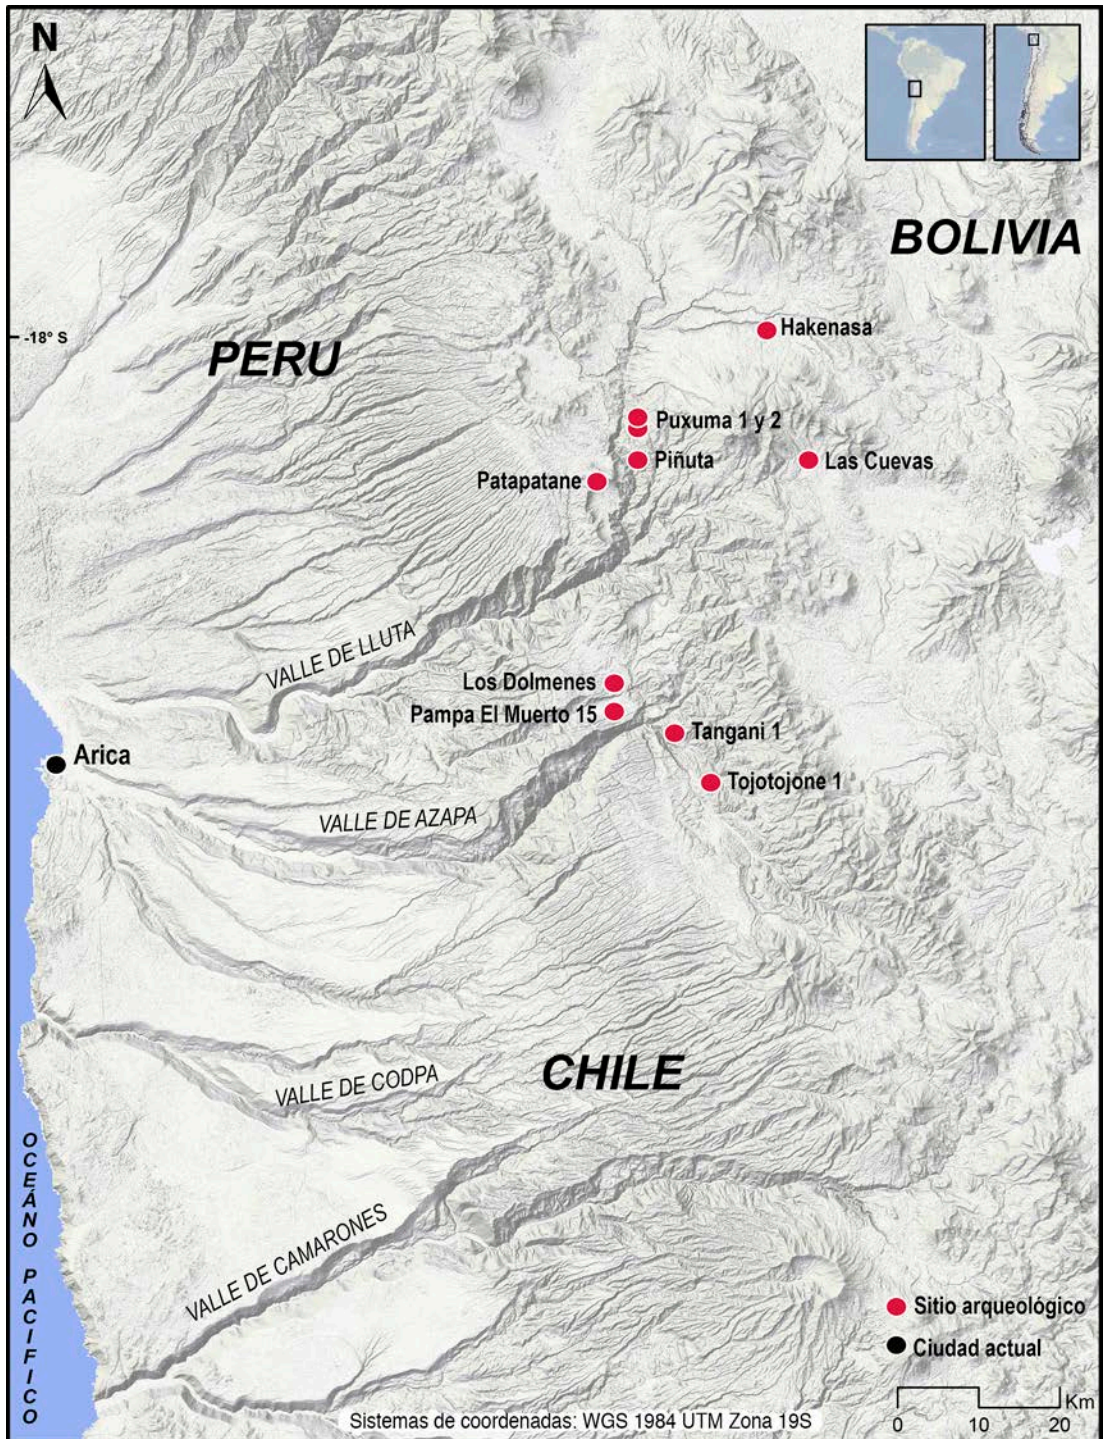 N
BOLIVIA
Hakenasa
-18° S
PERU
Puxuma 1 y 2
Piñuta
Las Cuevas
Patapatane
VALLE DE LLUTA
Los Dolmenes
Pampa El Muerto 15
Tangani 1
Arica
Tojotojone 1
VALLE DE AZAPA
CHILE
VALLE DE CODPA
OCEÁNO PACIFICO
VALLE DE CAMARONES
Sitio arqueológico
Ciudad actual
Km
0 10 20
Sistemas de coordenadas: WGS 1984 UTM Zona 19S